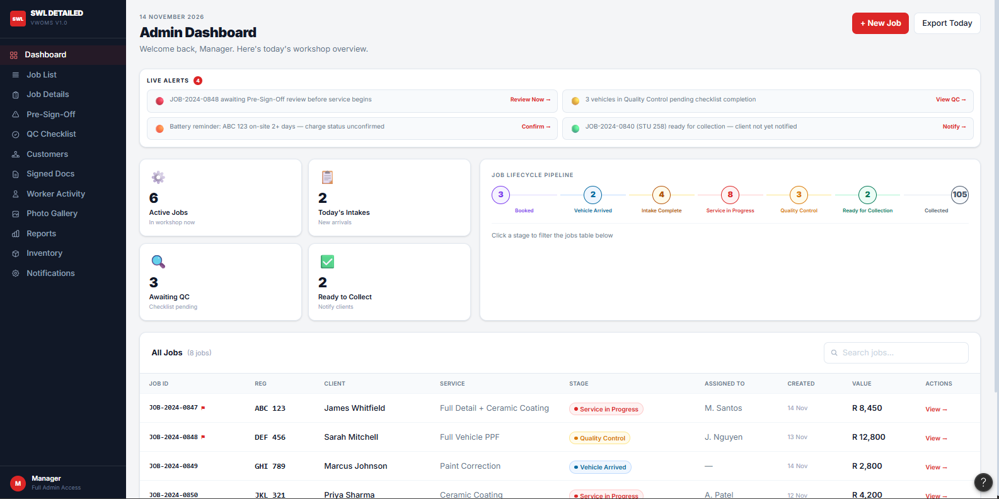 SWL
SWL DETAILED
VWOMS V1.0
Dashboard
Job List
Job Details
Pre-Sign-Off
QC Checklist
Customers
Signed Docs
Worker Activity
Photo Gallery
Reports
Inventory
Notifications
M
Manager
Full Admin Access
14 NOVEMBER 2026
Admin Dashboard
Welcome back, Manager. Here's today's workshop overview.
+ New Job
Export Today
LIVE ALERTS 4
JOB-2024-0848 awaiting Pre-Sign-Off review before service begins Review Now →
3 vehicles in Quality Control pending checklist completion View QC →
Battery reminder: ABC 123 on-site 2+ days — charge status unconfirmed Confirm →
JOB-2024-0840 (STU 258) ready for collection — client not yet notified Notify →
6
Active Jobs
In workshop now
2
Today's Intakes
New arrivals
3
Awaiting QC
Checklist pending
2
Ready to Collect
Notify clients
JOB LIFECYCLE PIPELINE
3 2 4 8 3 2 105
Booked Vehicle Arrived Intake Complete Service in Progress Quality Control Ready for Collection Collected
Click a stage to filter the jobs table below
All Jobs (8 jobs)
Search jobs...
JOB ID REG CLIENT SERVICE STAGE ASSIGNED TO CREATED VALUE ACTIONS
JOB-2024-0847 ABC 123 James Whitfield Full Detail + Ceramic Coating Service in Progress M. Santos 14 Nov R 8,450 View →
JOB-2024-0848 DEF 456 Sarah Mitchell Full Vehicle PPF Quality Control J. Nguyen 13 Nov R 12,800 View →
JOB-2024-0849 GHI 789 Marcus Johnson Paint Correction Vehicle Arrived — 14 Nov R 2,800 View →
JOB-2024-0850 JKL 321 Priya Sharma Ceramic Coating Service in Progress A. Patel 12 Nov R 4,200 View →
?